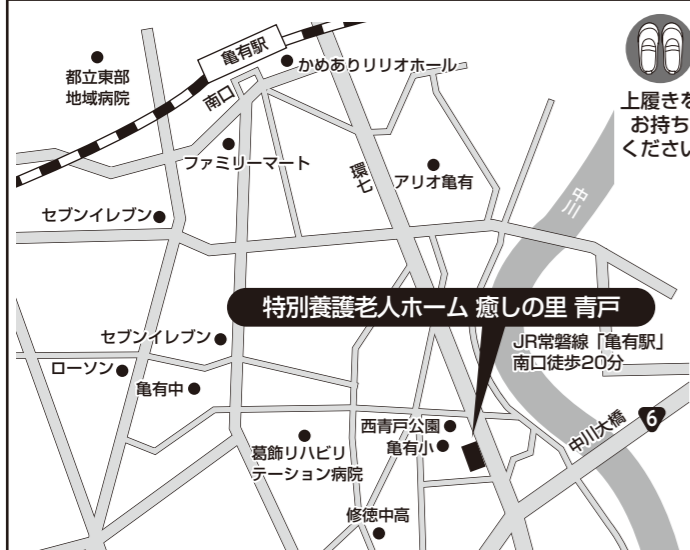 亀有駅
かめありリリオホール
都立東部
地域病院
南口
上履きを
お持ち
ください
ファミリーマート
環七
アリオ亀有
中川
セブンイレブン
特別養護老人ホーム 癒しの里 青戸
JR常磐線「亀有駅」
南口徒歩20分
セブンイレブン
ローソン
亀有中
西青戸公園
亀有小
中川大橋
6
葛飾リハビリ
テーション病院
修徳中高